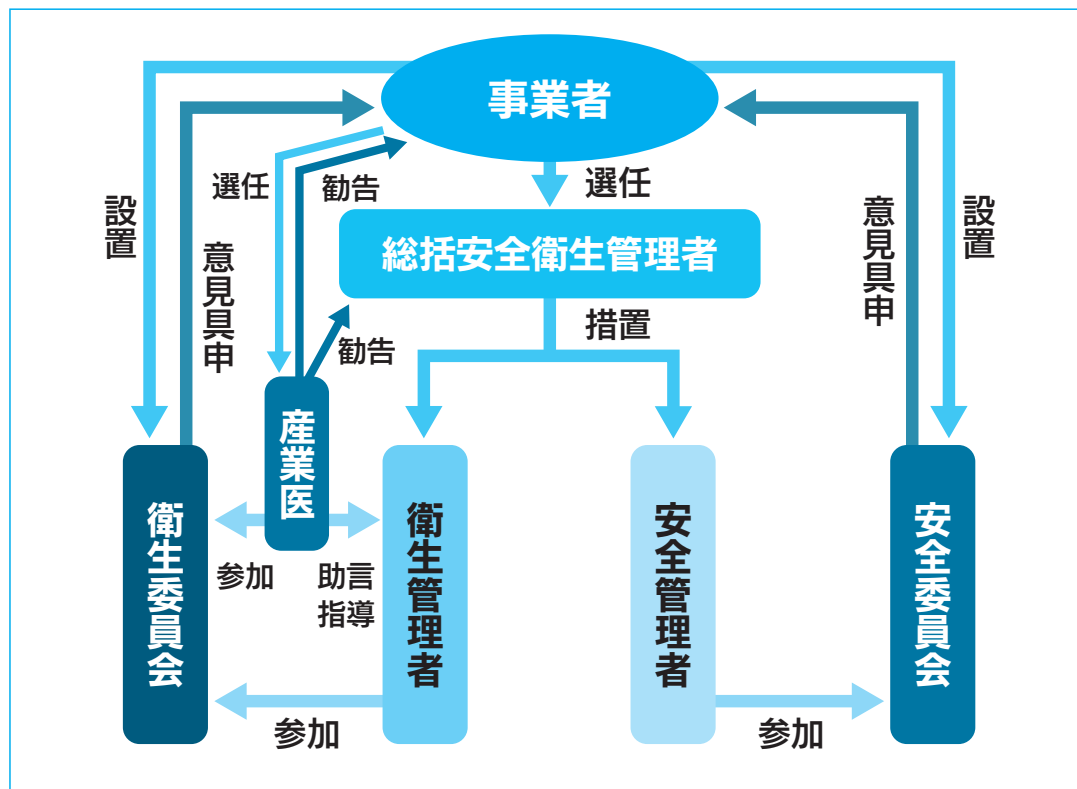 事業者
選任
勧告
選任
設置
意見具申
総括安全衛生管理者
意見具申
設置
勧告
措置
産業医
衛生委員会
参加
助言
指導
衛生管理者
安全管理者
安全委員会
参加
参加